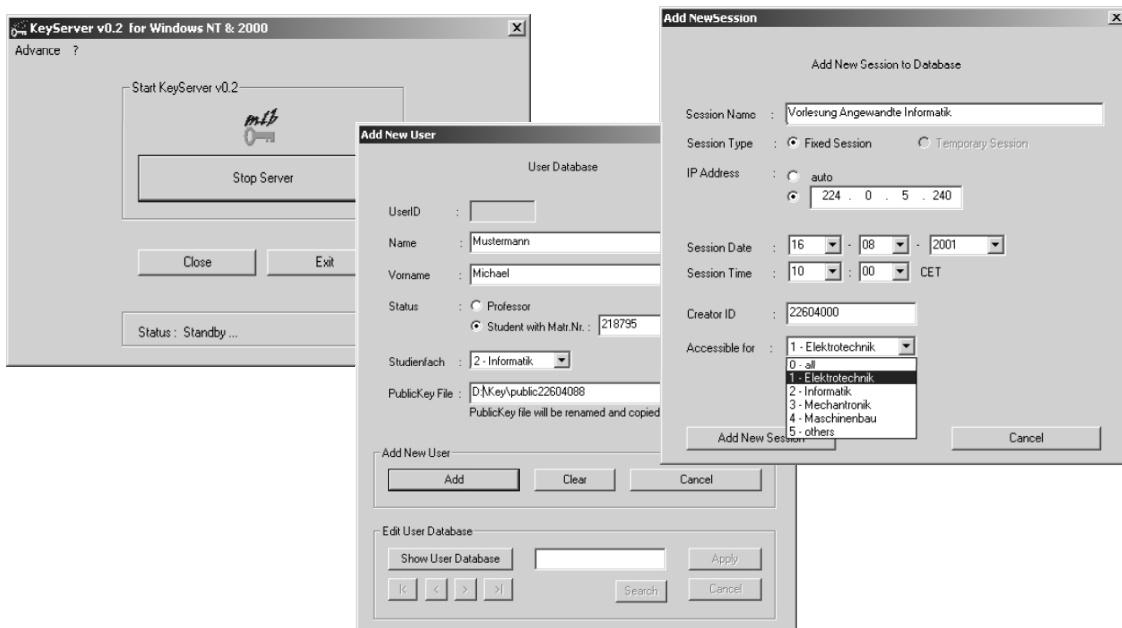 KeyServer v0.2 for Windows NT & 2000
Advance ?
Start KeyServer v0.2
mtb
Stop Server
Close Exit
Status : Standby ...
Add New User
User Database
UserID :
Name : Mustermann
Vorname : Michael
Status : Professor
Student with Matr.Nr. : 218795
Studienfach : 2 - Informatik
PublicKey File : D:\Key\public22604088
PublicKey file will be renamed and copied
Add New User
Add Clear Cancel
Edit User Database
Show User Database Apply
|< < > >| Search Cancel
Add NewSession
Add New Session to Database
Session Name : Vorlesung Angewandte Informatik
Session Type : Fixed Session Temporary Session
IP Address : auto
224 . 0 . 5 . 240
Session Date : 16 - 08 - 2001
Session Time : 10 : 00 CET
Creator ID : 22604000
Accessible for : 1 - Elektrotechnik
0 - all
1 - Elektrotechnik
2 - Informatik
3 - Mechantronik
4 - Maschinenbau
5 - others
Add New Session Cancel